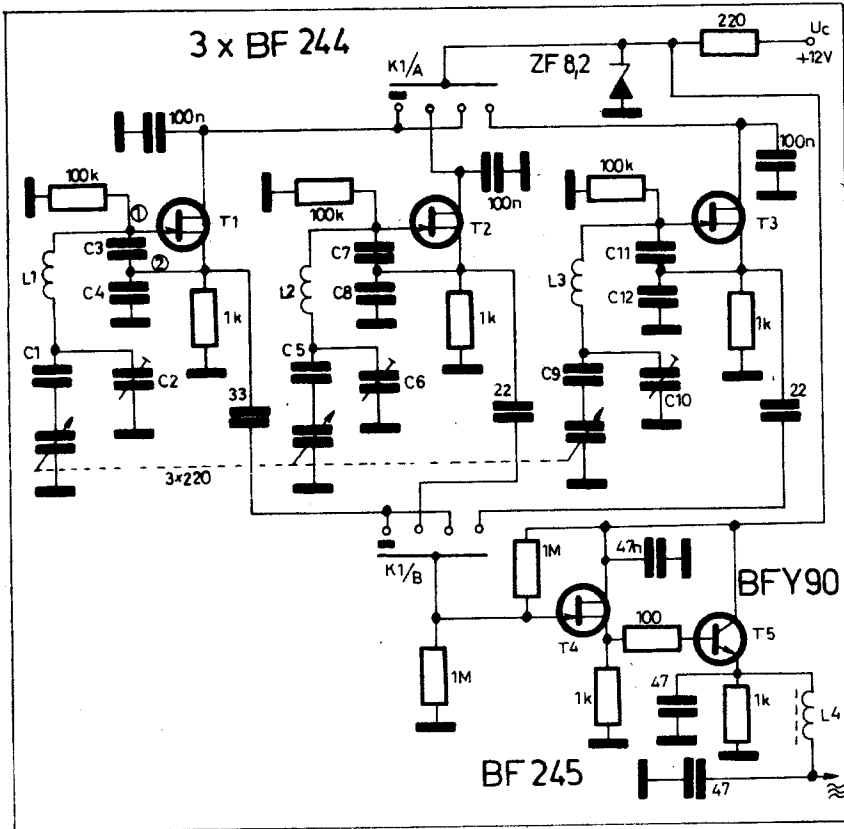 3 x BF 244
K1/A
ZF 8,2
220
Uc
+12V
100n
100n
100n
100k
100k
100k
①
②
T1
T2
T3
C3
C4
C7
C8
C11
C12
L1
L2
L3
1k
1k
1k
C1
C2
C5
C6
C9
C10
33
22
22
3×220
K1/B
1M
47n
BFY90
100
T4
T5
1M
1k
47
1k
L4
BF 245
47